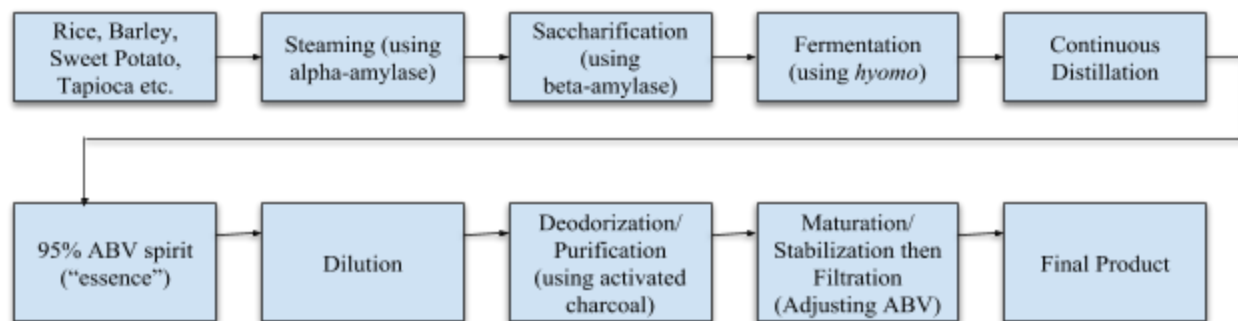 Rice, Barley,
Sweet Potato,
Tapioca etc.
Steaming (using
alpha-amylase)
Saccharification
(using
beta-amylase)
Fermentation
(using hyomo)
Continuous
Distillation
95% ABV spirit
(“essence”)
Dilution
Deodorization/
Purification
(using activated
charcoal)
Maturation/
Stabilization then
Filtration
(Adjusting ABV)
Final Product